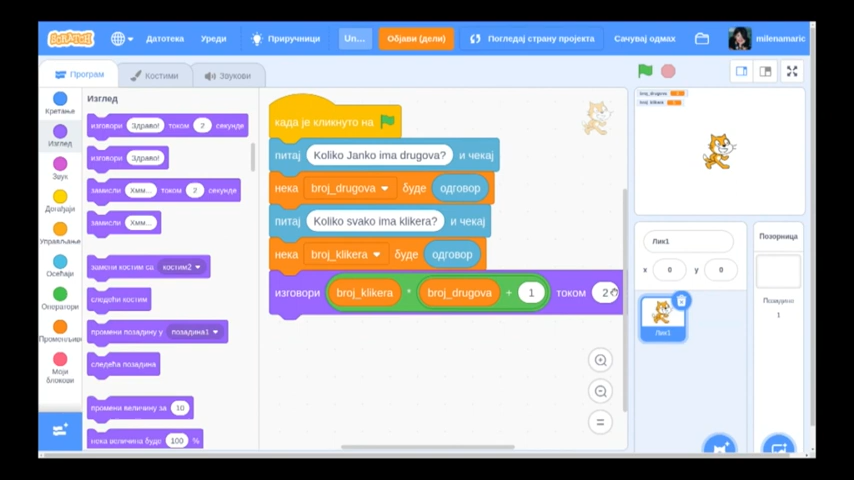 SCRATCH
Датотека
Уреди
Приручници
Un...
Објави (дели)
Погледај страну пројекта
Сачувај одмах
milenamaric
Програм
Костими
Звукови
Кретање
Изглед
Звук
Догађаји
Управљање
Осећаји
Оператори
Моји
блокови
Изглед
изговори Здраво! током 2 секунде
изговори Здраво!
замисли Хмм... током 2 секунде
замисли Хмм...
замени костим са костим2
следећи костим
промени позадину у позадина1
следећа позадина
промени величину за 10
нека величина буде 100 %
када је кликнуто на
питај Koliko Janko ima drugova? и чекај
нека broj_drugova буде одговор
питај Koliko svako ima klikera? и чекај
нека broj_klikera буде одговор
изговори broj_klikera * broj_drugova + 1 током 2
broj_drugova
broj_klikera
Лик1
x 0 y 0
Лик1
Позорница
Позадине
1